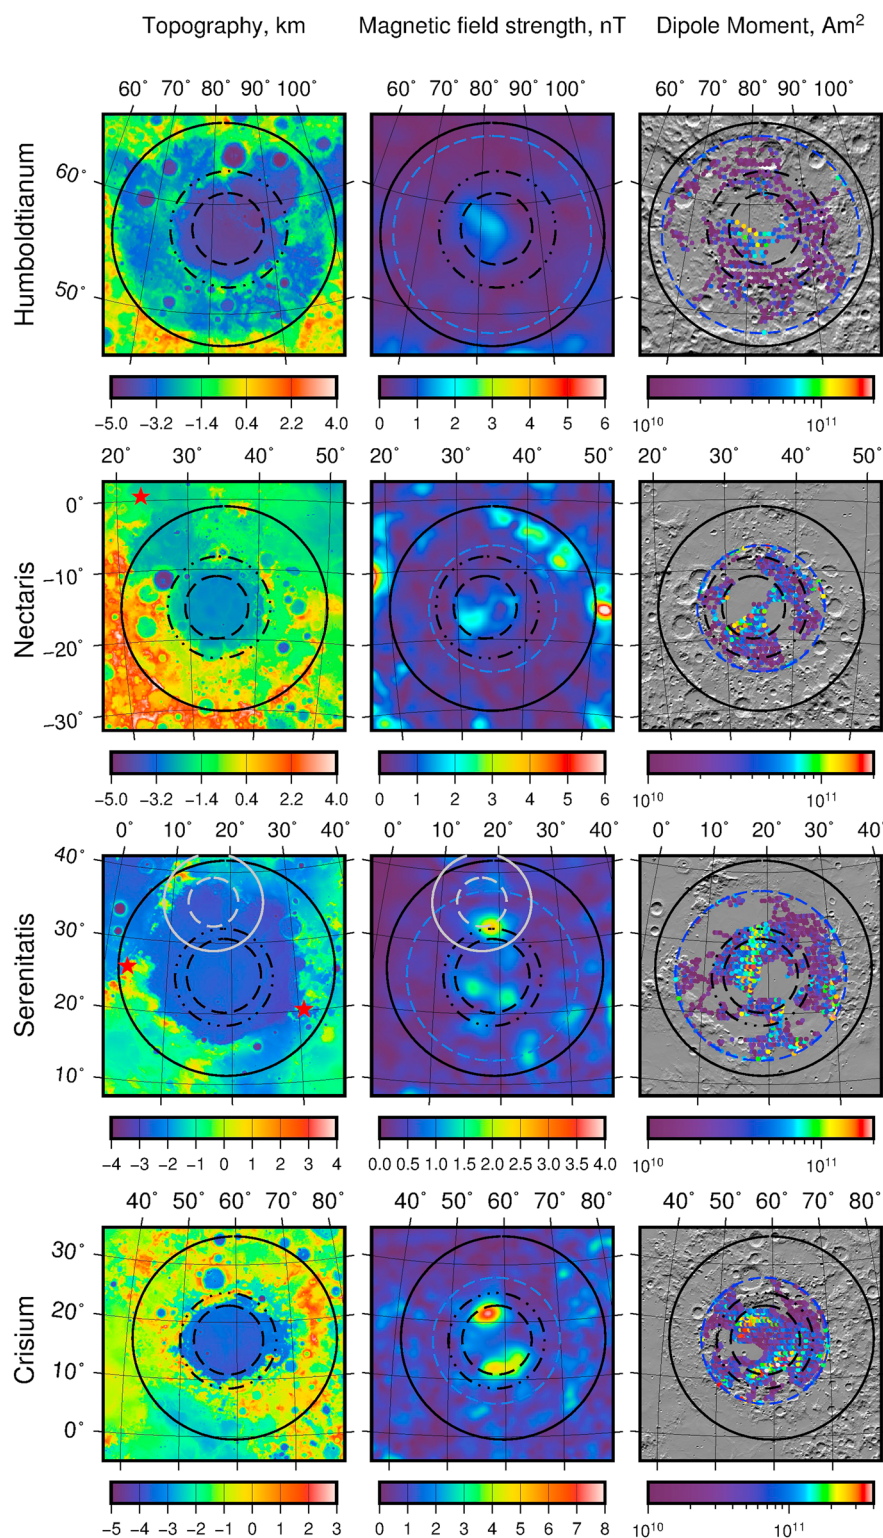 Topography, km Magnetic field strength, nT Dipole Moment, Am²
60° 70° 80° 90° 100° 60° 70° 80° 90° 100° 60° 70° 80° 90° 100°
Humboldtianum
60°
50°
−5.0 −3.2 −1.4 0.4 2.2 4.0 0 1 2 3 4 5 6 10¹⁰ 10¹¹
20° 30° 40° 50° 20° 30° 40° 50° 20° 30° 40° 50°
Nectaris
0°
−10°
−20°
−30°
−5.0 −3.2 −1.4 0.4 2.2 4.0 0 1 2 3 4 5 6 10¹⁰ 10¹¹
0° 10° 20° 30° 40° 0° 10° 20° 30° 40° 0° 10° 20° 30° 40°
Serenitatis
40°
30°
20°
10°
−4 −3 −2 −1 0 1 2 3 4 0.0 0.5 1.0 1.5 2.0 2.5 3.0 3.5 4.0 10¹⁰ 10¹¹
40° 50° 60° 70° 80° 40° 50° 60° 70° 80° 40° 50° 60° 70° 80°
Crisium
30°
20°
10°
0°
−5 −4 −3 −2 −1 0 1 2 3 0 1 2 3 4 5 6 7 8 10¹⁰ 10¹¹